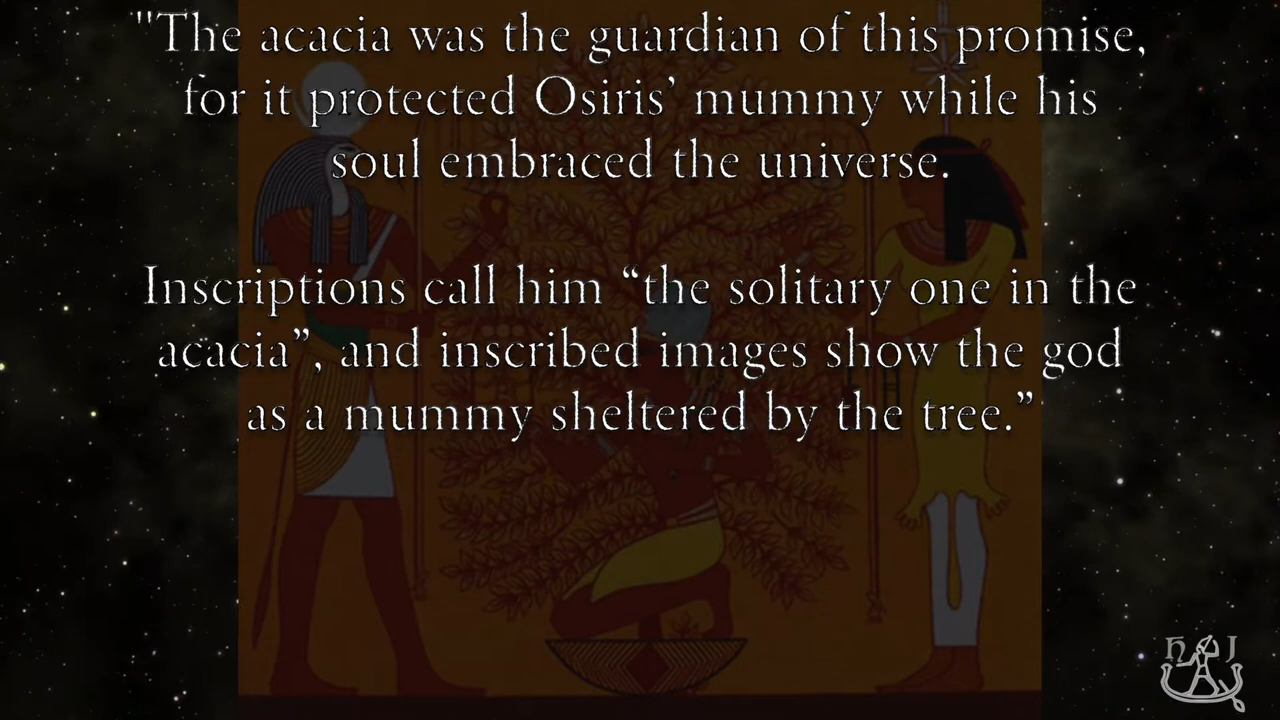 "The acacia was the guardian of this promise,
for it protected Osiris’ mummy while his
soul embraced the universe.
Inscriptions call him “the solitary one in the
acacia”, and inscribed images show the god
as a mummy sheltered by the tree.”